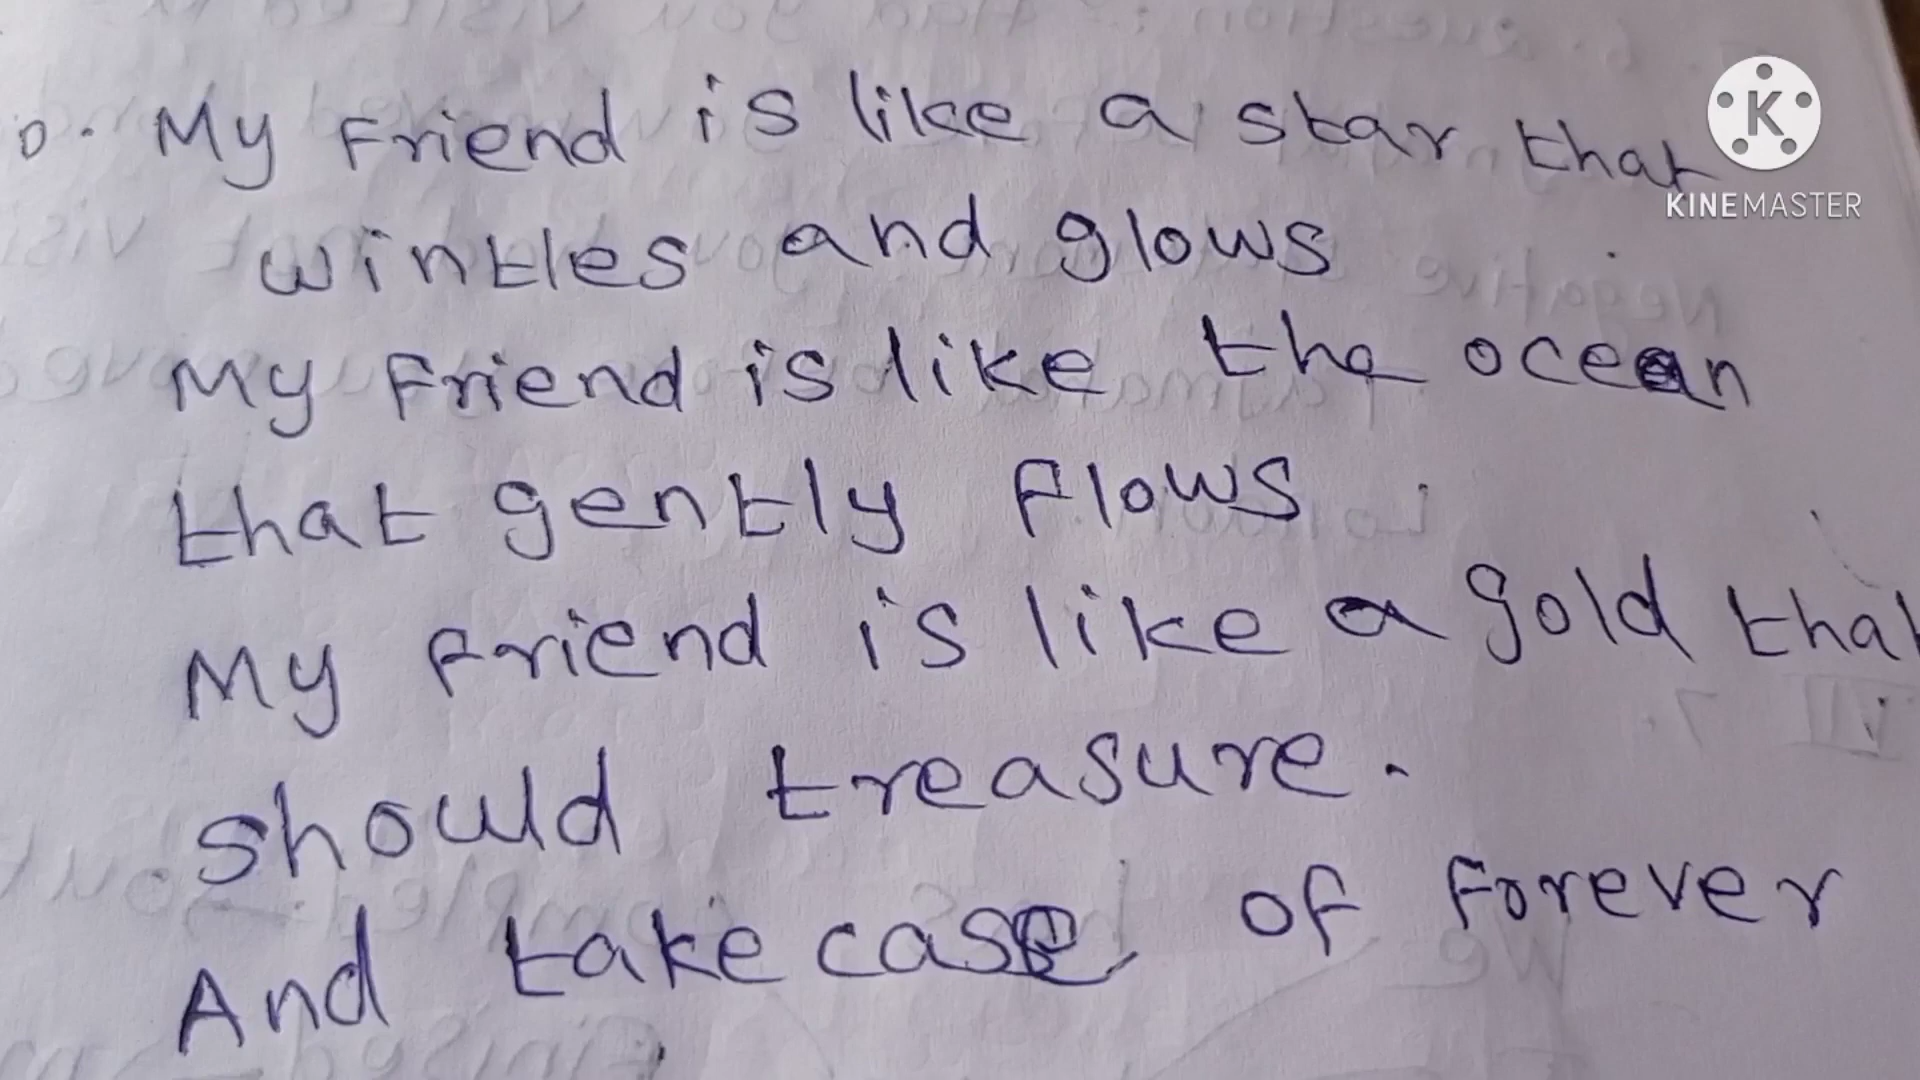 D. My friend is like a star that
winkles and glows
My friend is like the ocean
that gently flows
My friend is like a gold that
should treasure.
And take case of forever
K
KINEMASTER